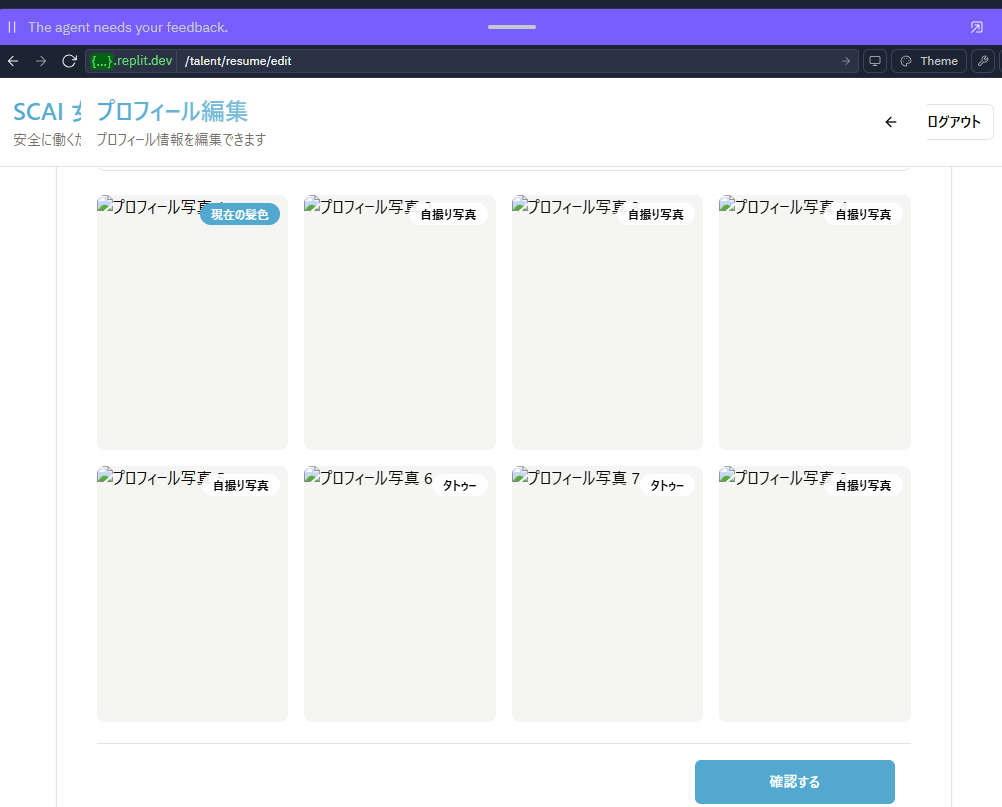 The agent needs your feedback.
{...}.replit.dev /talent/resume/edit
Theme
SCAI
プロフィール編集
安全に働くた
プロフィール情報を編集できます
ログアウト
プロフィール写真
現在の髪色
プロフィール写真
自撮り写真
プロフィール写真
自撮り写真
プロフィール写真
自撮り写真
プロフィール写真
自撮り写真
プロフィール写真 6
タトゥー
プロフィール写真 7
タトゥー
プロフィール写真
自撮り写真
確認する